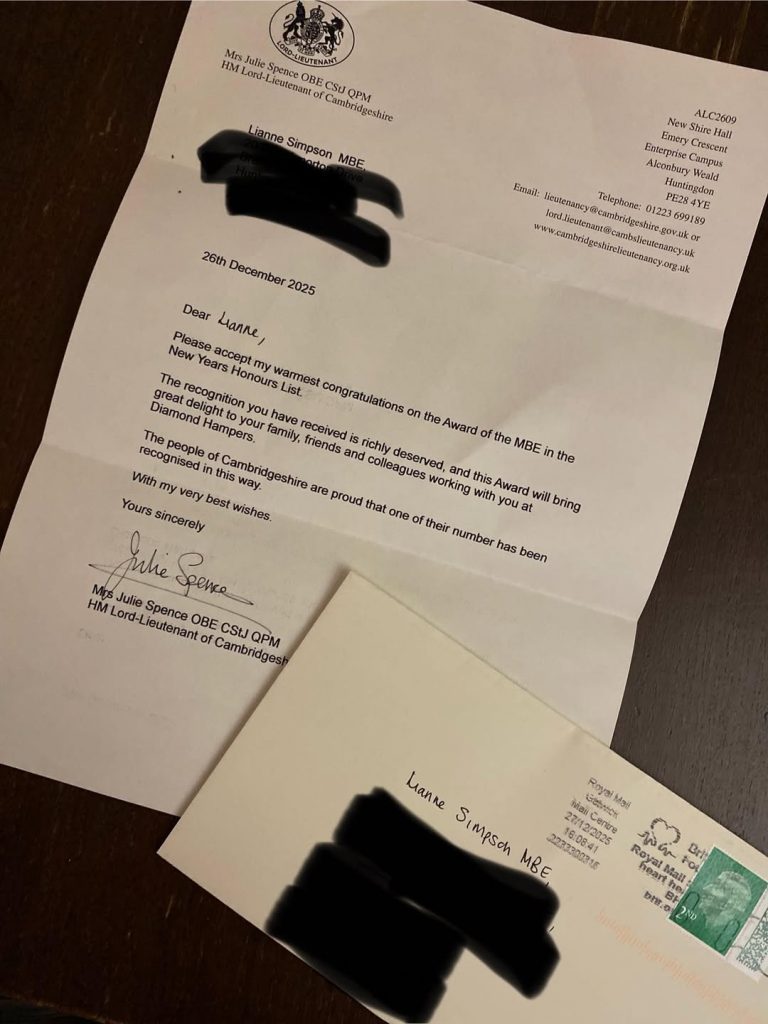 LORD-LIEUTENANT
Mrs Julie Spence OBE CStJ QPM
HM Lord-Lieutenant of Cambridgeshire
ALC2609
New Shire Hall
Emery Crescent
Enterprise Campus
Alconbury Weald
Huntingdon
PE28 4YE
Telephone: 01223 699189
Email: lieutenancy@cambridgeshire.gov.uk or
lord.lieutenant@cambslieutenancy.uk
www.cambridgeshirelieutenancy.org.uk
Lianne Simpson MBE,
26th December 2025
Dear Lianne,
Please accept my warmest congratulations on the Award of the MBE in the
New Years Honours List.
The recognition you have received is richly deserved, and this Award will bring
great delight to your family, friends and colleagues working with you at
Diamond Hampers.
The people of Cambridgeshire are proud that one of their number has been
recognised in this way.
With my very best wishes.
Yours sincerely
Julie Spence
Mrs Julie Spence OBE CStJ QPM
HM Lord-Lieutenant of Cambridgesh
Lianne Simpson MBE,
Royal Mail
Gatwick
Mail Centre
27/12/2025
16:08:41
Royal Mail
2ND